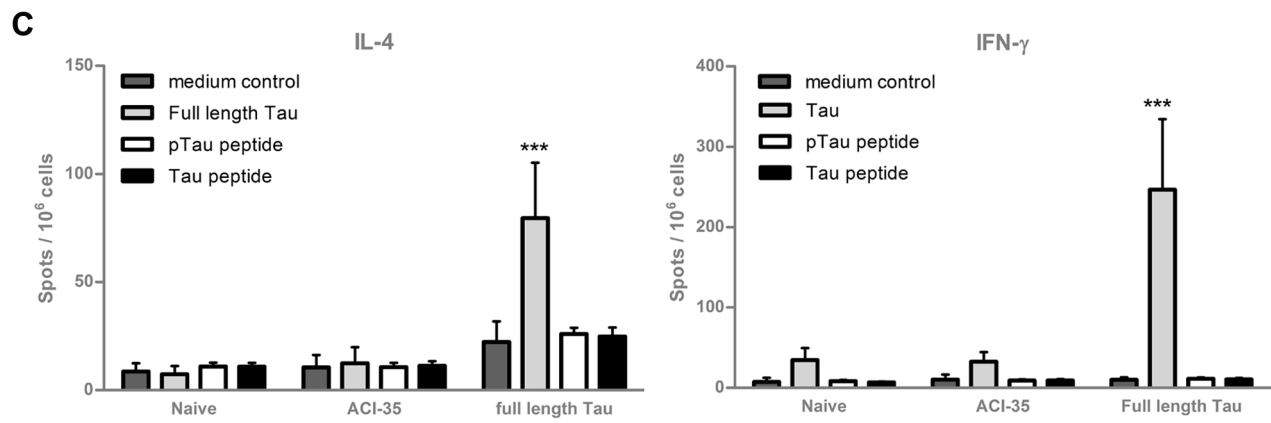 C
IL-4
150
100
50
0
Spots / 10⁶ cells
medium control
Full length Tau
pTau peptide
Tau peptide
***
Naive
ACI-35
full length Tau
IFN-γ
400
300
200
100
0
Spots / 10⁶ cells
medium control
Tau
pTau peptide
Tau peptide
***
Naive
ACI-35
Full length Tau